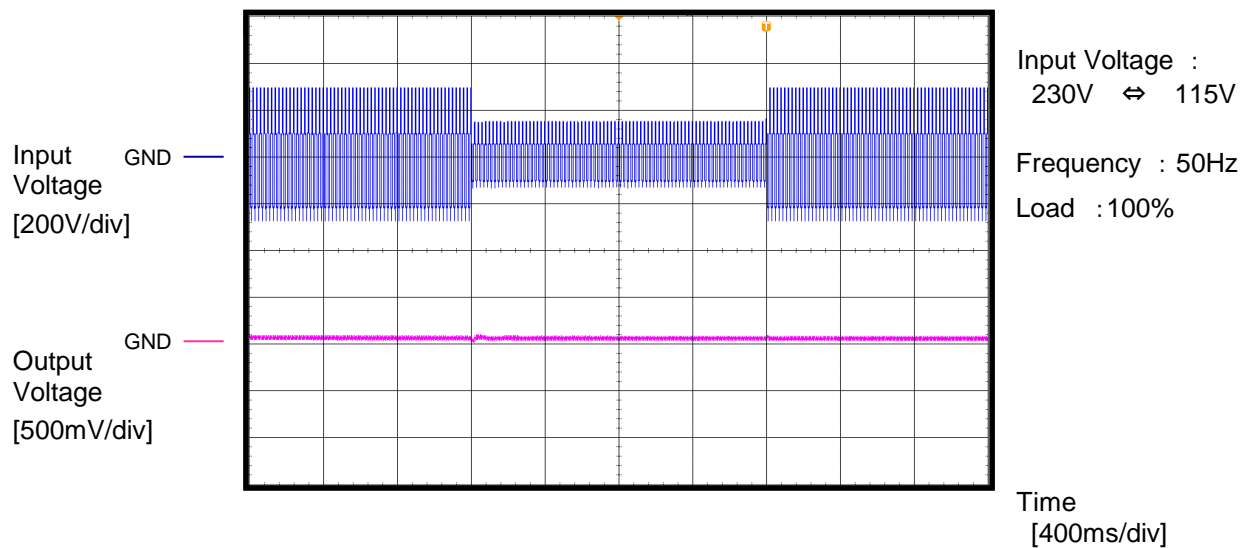 T
Input Voltage :
230V ⇔ 115V
Frequency : 50Hz
Load :100%
Input
Voltage
[200V/div]
GND
GND
Output
Voltage
[500mV/div]
Time
[400ms/div]